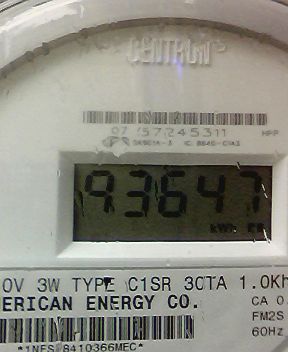 CENTRON
07 57 245 311 HPP
93647
kWh
0V 3W TYPE C1SR 30TA 1.0Kh
ERICAN ENERGY CO. CA 0.
FM2S
60Hz
*1NFS 8410366MEC*